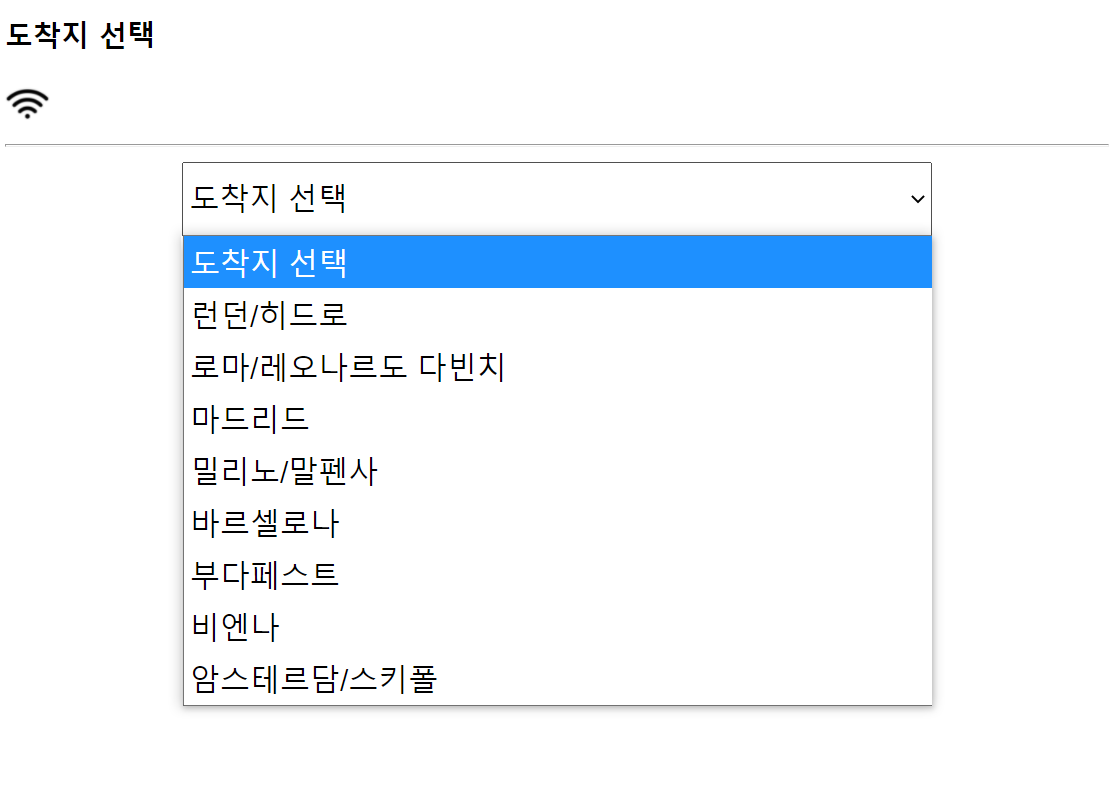 도착지 선택
도착지 선택
도착지 선택
런던/히드로
로마/레오나르도 다빈치
마드리드
밀리노/말펜사
바르셀로나
부다페스트
비엔나
암스테르담/스키폴